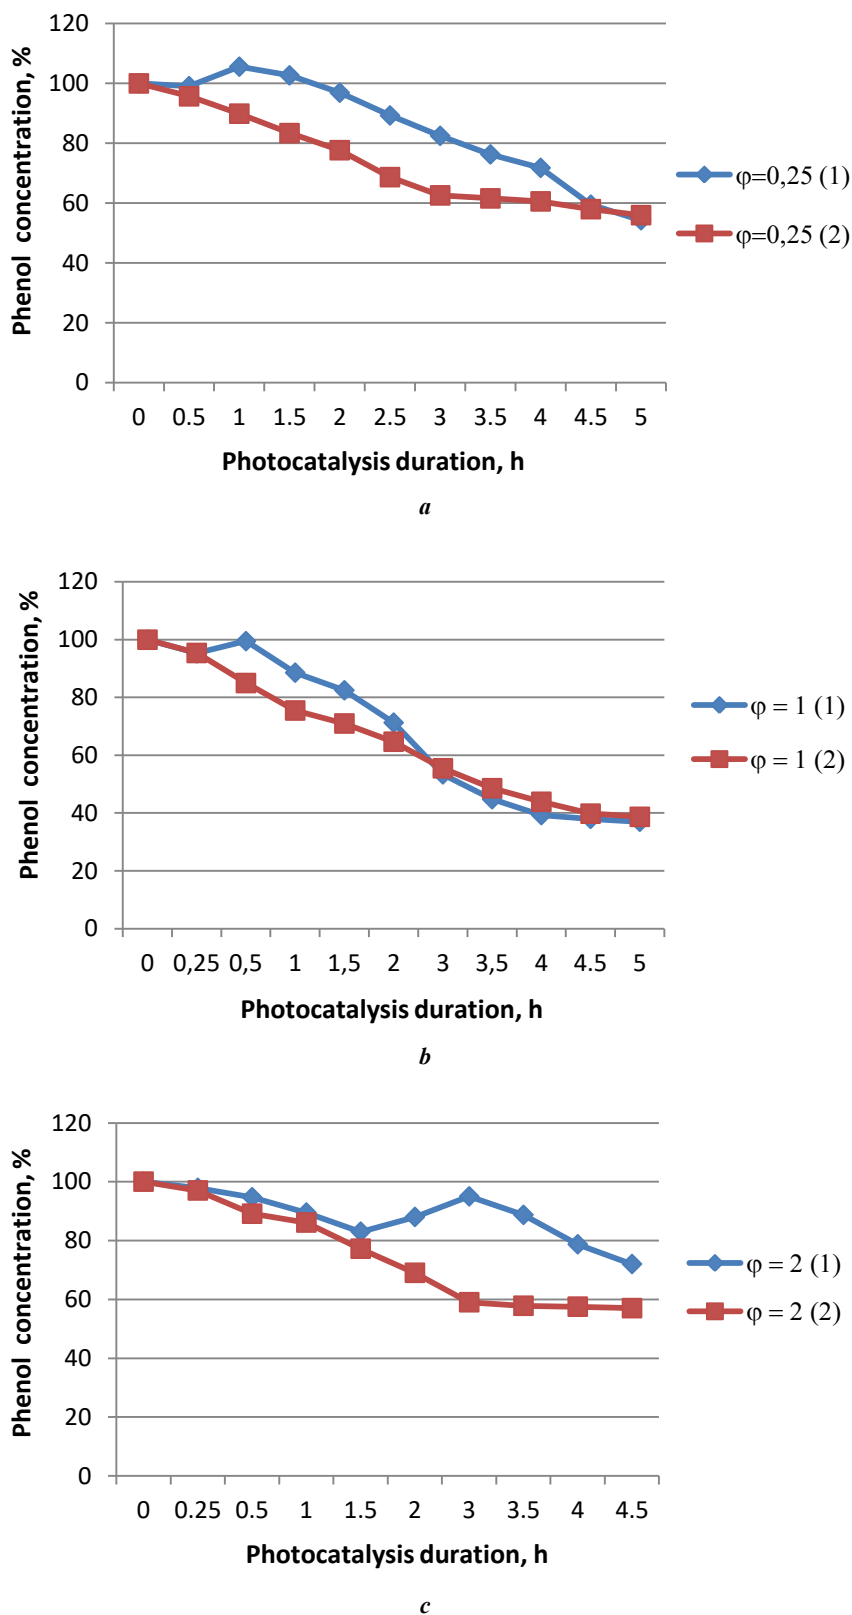 120
100
80
60
40
20
0
Phenol concentration, %
0 0.5 1 1.5 2 2.5 3 3.5 4 4.5 5
Photocatalysis duration, h
φ=0,25 (1)
φ=0,25 (2)
a
120
100
80
60
40
20
0
Phenol concentration, %
0 0,25 0,5 1 1,5 2 3 3,5 4 4.5 5
Photocatalysis duration, h
φ = 1 (1)
φ = 1 (2)
b
120
100
80
60
40
20
0
Phenol concentration, %
0 0.25 0.5 1 1.5 2 3 3.5 4 4.5
Photocatalysis duration, h
φ = 2 (1)
φ = 2 (2)
c